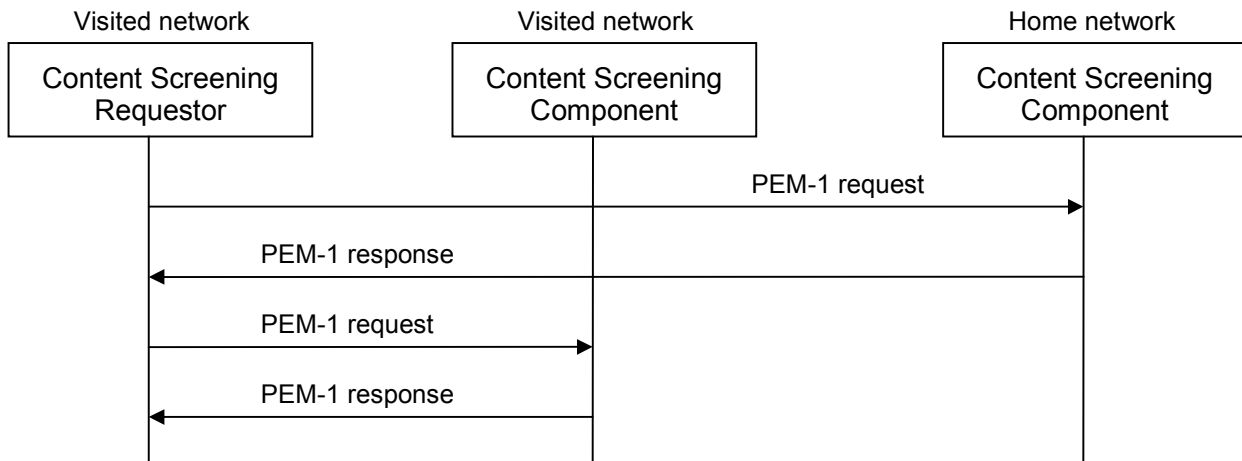 Visited network
Visited network
Home network
Content Screening
Requestor
Content Screening
Component
Content Screening
Component
PEM-1 request
PEM-1 response
PEM-1 request
PEM-1 response